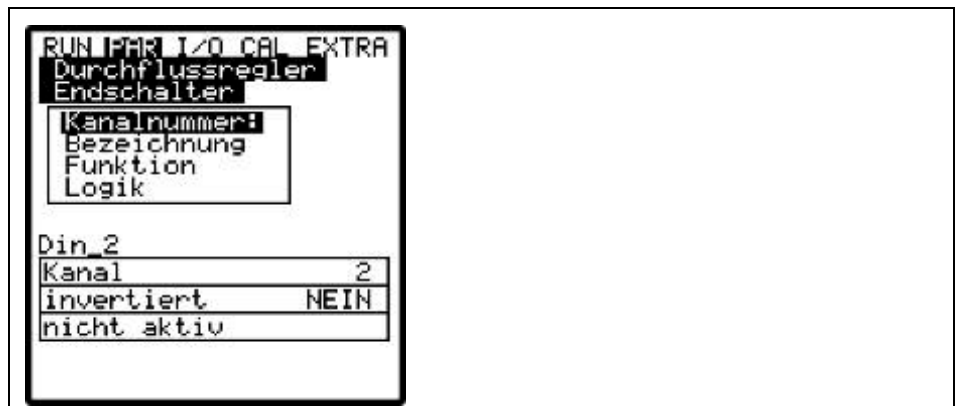 RUN PAR I/O CAL EXTRA
Durchflussregler
Endschalter
Kanalnummer:
Bezeichnung
Funktion
Logik
Din_2
Kanal 2
invertiert NEIN
nicht aktiv